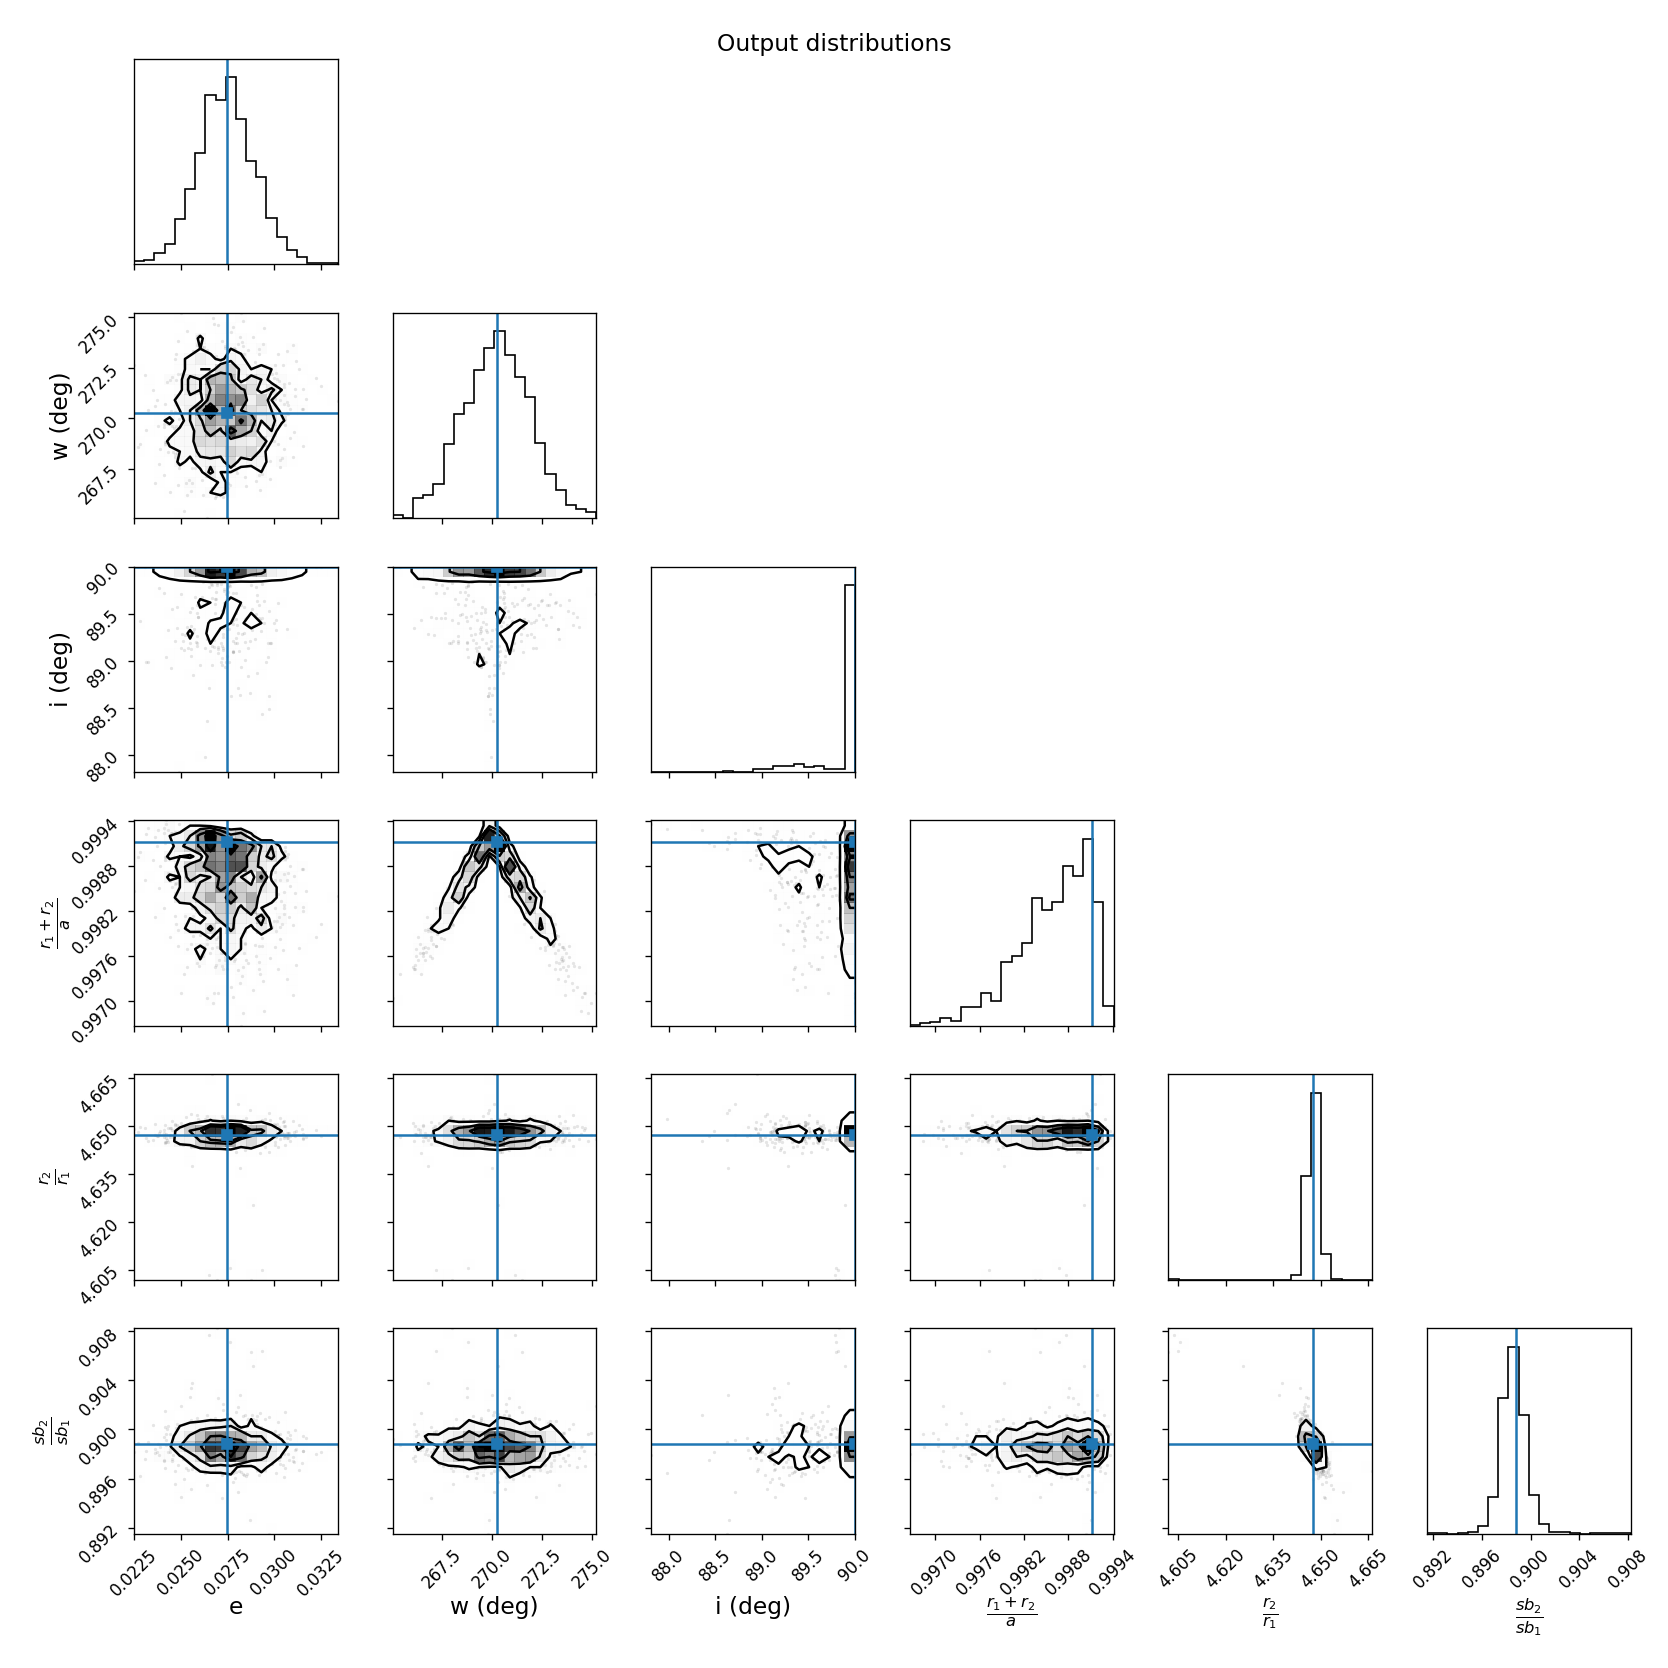 Output distributions
275.0
272.5
270.0
267.5
w (deg)
90.0
89.5
89.0
88.5
88.0
i (deg)
0.9994
0.9988
0.9982
0.9976
0.9970
r₁ + r₂
a
4.665
4.650
4.635
4.620
4.605
r₂
r₁
0.908
0.904
0.900
0.896
0.892
sb₂
sb₁
0.0225 0.0250 0.0275 0.0300 0.0325
267.5 270.0 272.5 275.0
88.0 88.5 89.0 89.5 90.0
0.9970 0.9976 0.9982 0.9988 0.9994
4.605 4.620 4.635 4.650 4.665
0.892 0.896 0.900 0.904 0.908
e
w (deg)
i (deg)
r₁ + r₂
a
r₂
r₁
sb₂
sb₁